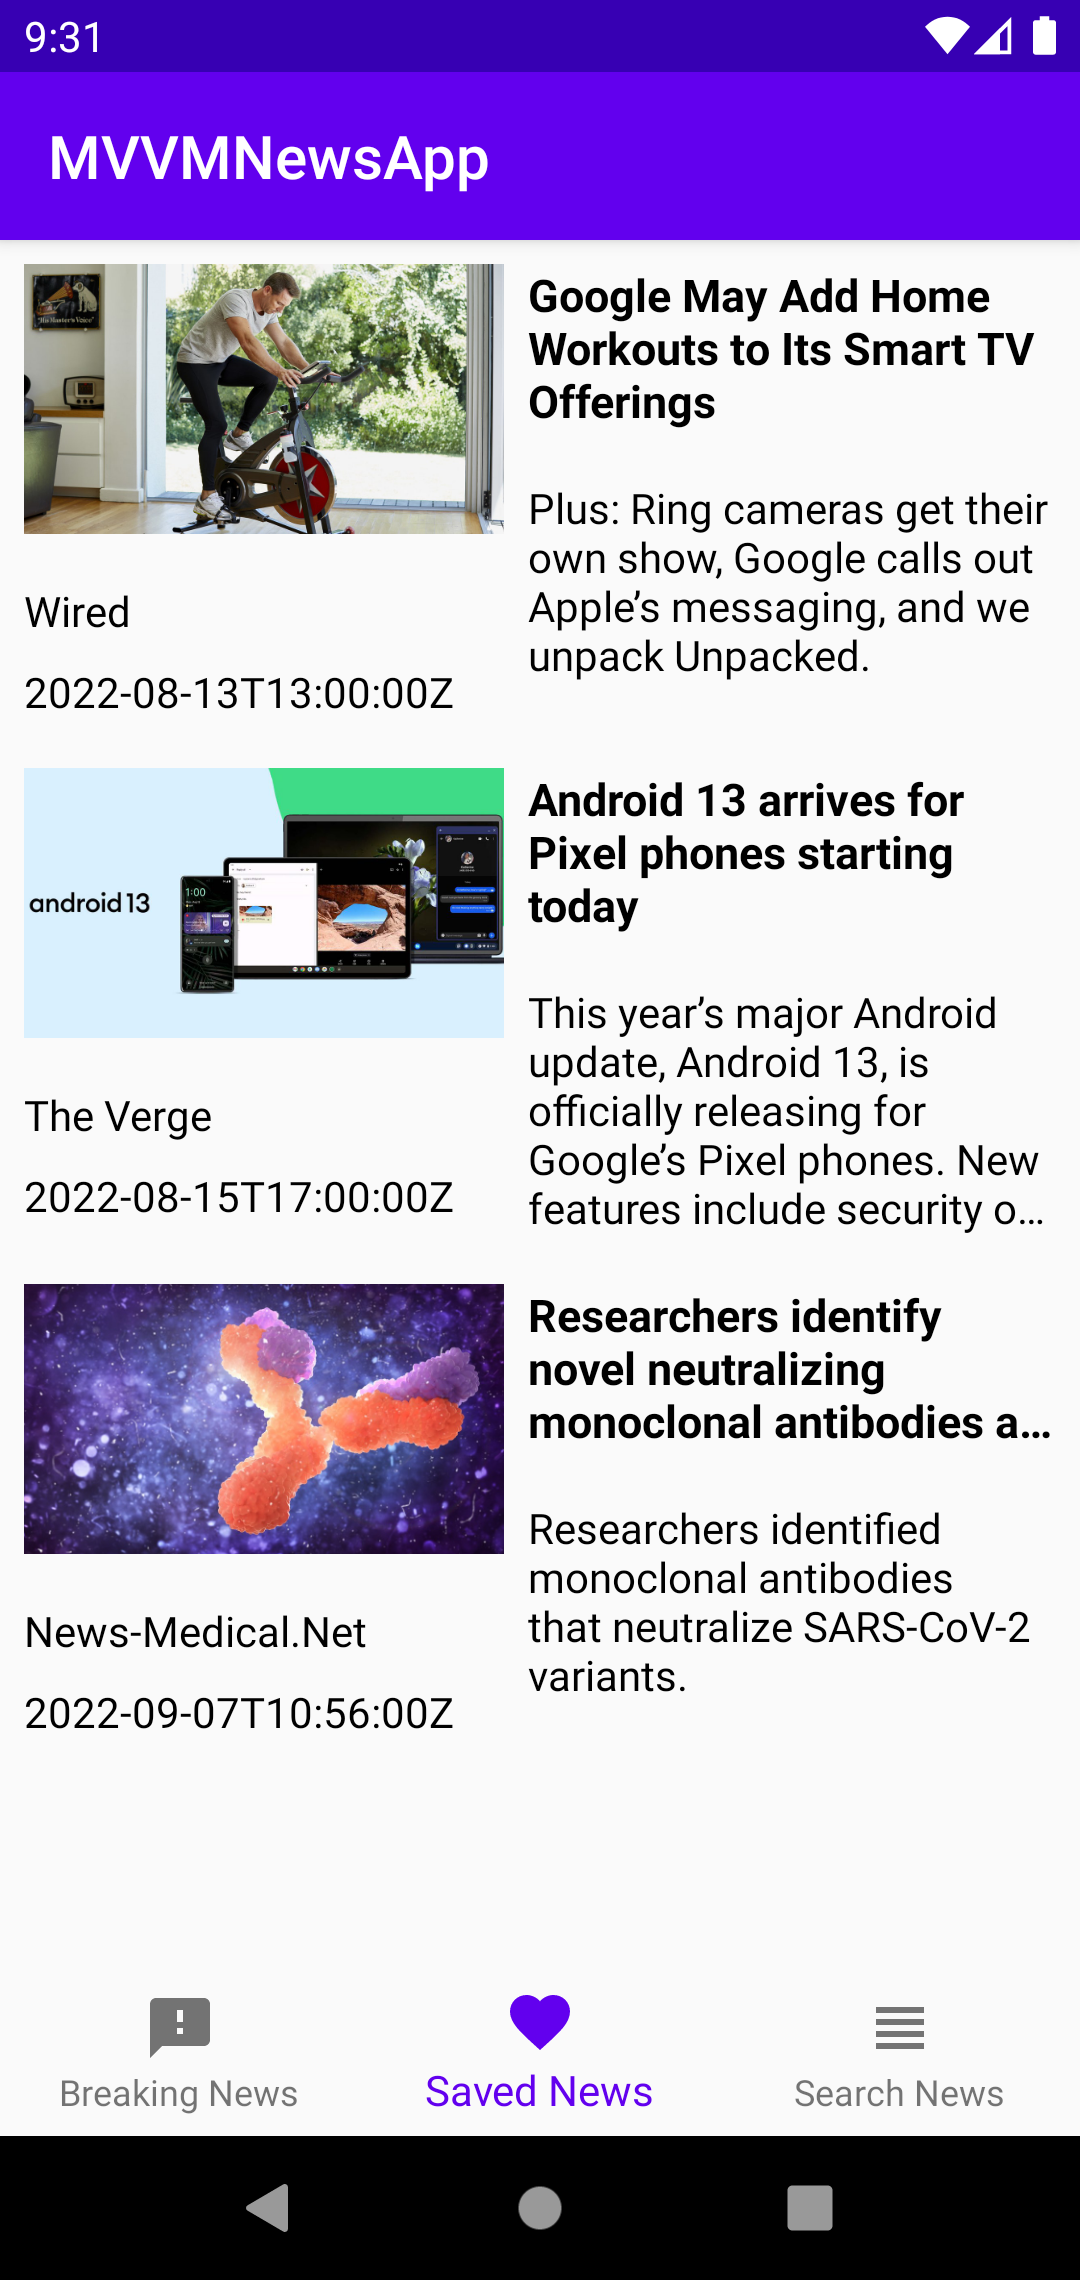 9:31
MVVMNewsApp
"His Master's Voice"
Google May Add Home
Workouts to Its Smart TV
Offerings
Plus: Ring cameras get their
own show, Google calls out
Apple’s messaging, and we
unpack Unpacked.
Wired
2022-08-13T13:00:00Z
android 13
1:00
Android 13 arrives for
Pixel phones starting
today
This year’s major Android
update, Android 13, is
officially releasing for
Google’s Pixel phones. New
features include security o…
The Verge
2022-08-15T17:00:00Z
Researchers identify
novel neutralizing
monoclonal antibodies a…
Researchers identified
monoclonal antibodies
that neutralize SARS-CoV-2
variants.
News-Medical.Net
2022-09-07T10:56:00Z
Breaking News
Saved News
Search News